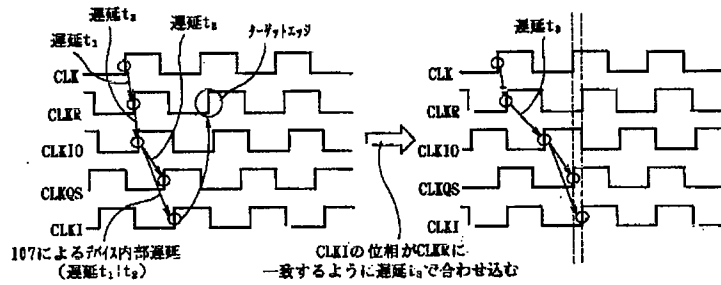 遅延t₂
遅延t₁
遅延t₃
ターゲットエッジ
CLK
CLKR
CLKIO
CLKQS
CLKI
107によるデバイス内部遅延
(遅延t₁+t₂)
遅延t₃
CLK
CLKR
CLKIO
CLKQS
CLKI
CLKIの位相がCLKRに
一致するように遅延t₃で合わせ込む